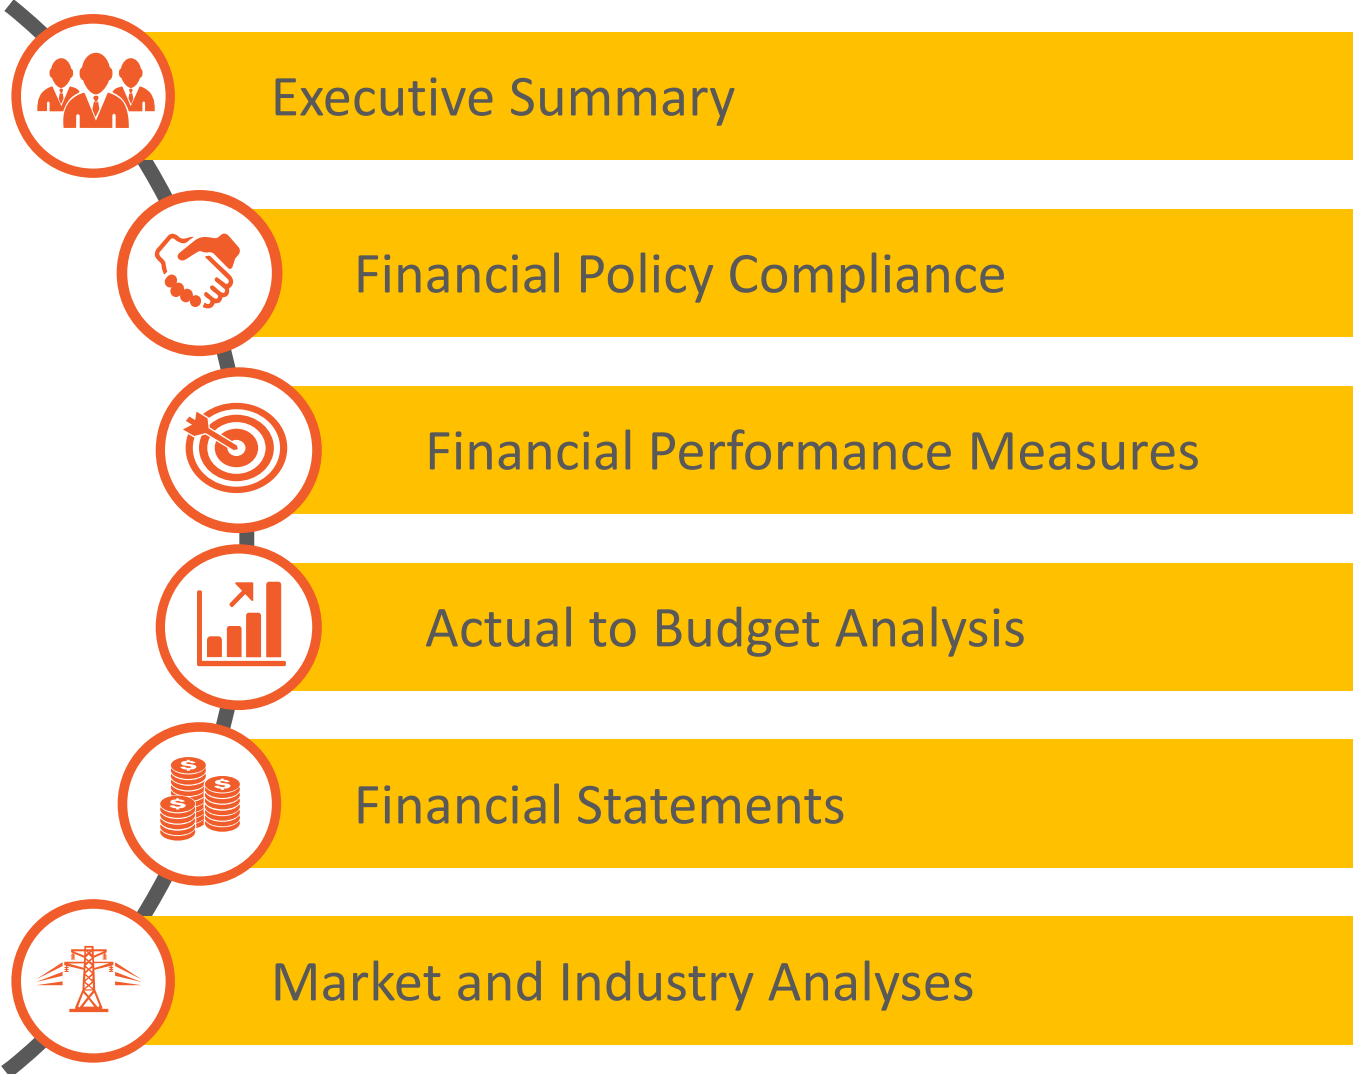 Executive Summary
Financial Policy Compliance
Financial Performance Measures
Actual to Budget Analysis
$
$
$
Financial Statements
Market and Industry Analyses